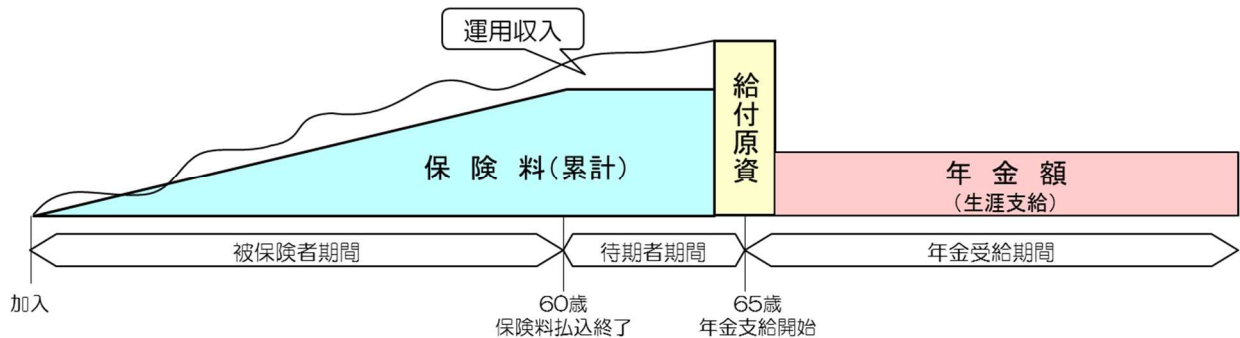 運用収入
給付原資
保険料(累計)
年金額
(生涯支給)
被保険者期間
待期者期間
年金受給期間
加入
60歳
保険料払込終了
65歳
年金支給開始